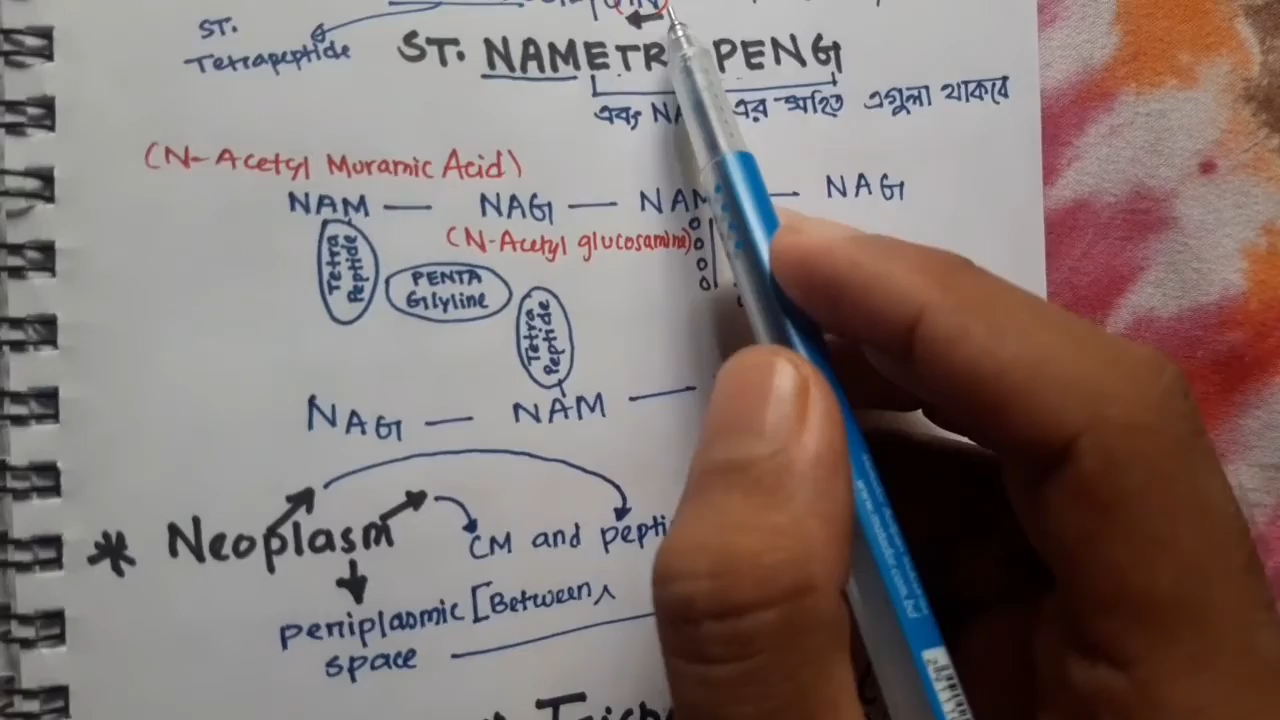 ST.
Tetrapeptide
ST. NAMETR PENG
এবং NA এর সহিত এগুলা থাকবে
(N-Acetyl Muramic Acid)
NAM — NAG — NAM — NAG
(N-Acetyl glucosamine)
Tetra Peptide
PENTA
Glyline
Tetra Peptide
NAG — NAM —
* Neoplasm
CM and pepti
periplasmic [Between
space